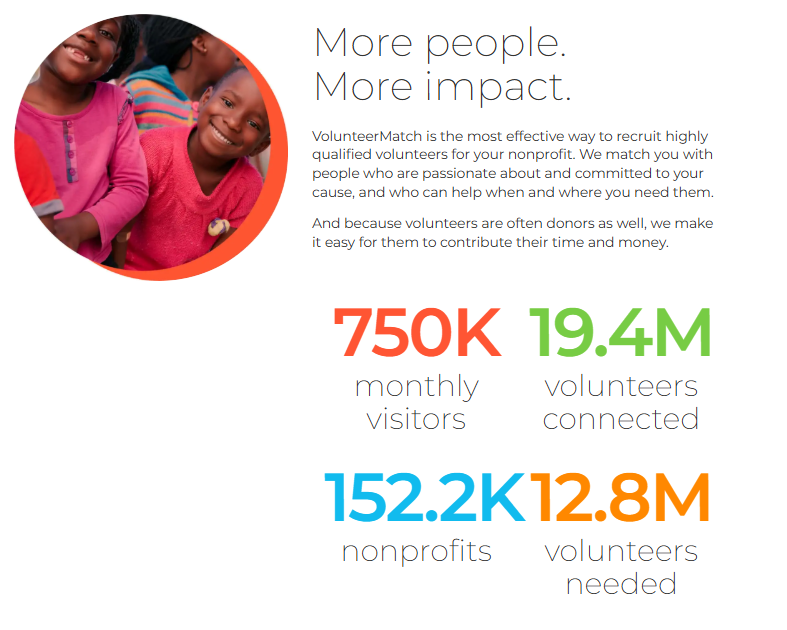 More people.
More impact.
VolunteerMatch is the most effective way to recruit highly
qualified volunteers for your nonprofit. We match you with
people who are passionate about and committed to your
cause, and who can help when and where you need them.
And because volunteers are often donors as well, we make
it easy for them to contribute their time and money.
750K
monthly
visitors
19.4M
volunteers
connected
152.2K
nonprofits
12.8M
volunteers
needed